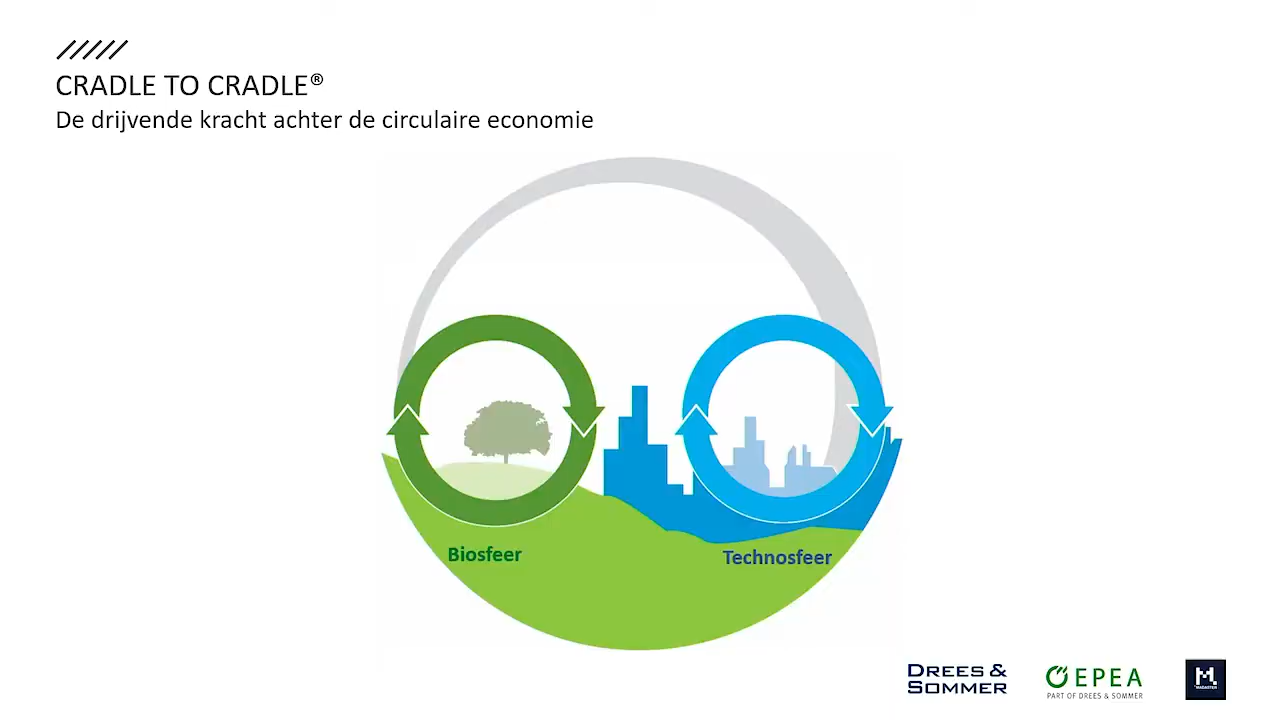 CRADLE TO CRADLE®
De drijvende kracht achter de circulaire economie
Biosfeer
Technosfeer
DREES &
SOMMER
EPEA
PART OF DREES & SOMMER
M.
MADASTER